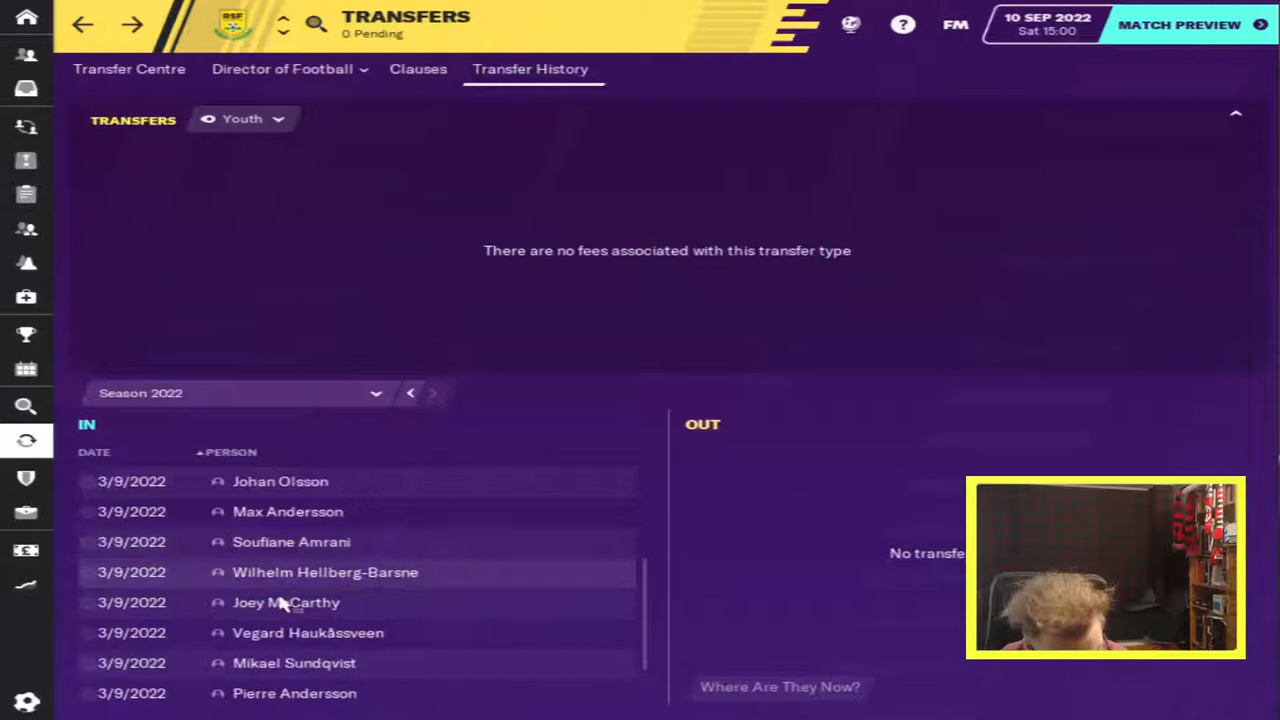 TRANSFERS
0 Pending
RSF
FM
10 SEP 2022
Sat 15:00
MATCH PREVIEW
Transfer Centre
Director of Football
Clauses
Transfer History
TRANSFERS
Youth
There are no fees associated with this transfer type
Season 2022
IN
OUT
DATE
PERSON
3/9/2022 Johan Olsson
3/9/2022 Max Andersson
3/9/2022 Soufiane Amrani
3/9/2022 Wilhelm Hellberg-Barsne
3/9/2022 Joey McCarthy
3/9/2022 Vegard Haukåssveen
3/9/2022 Mikael Sundqvist
3/9/2022 Pierre Andersson
No transfe
Where Are They Now?